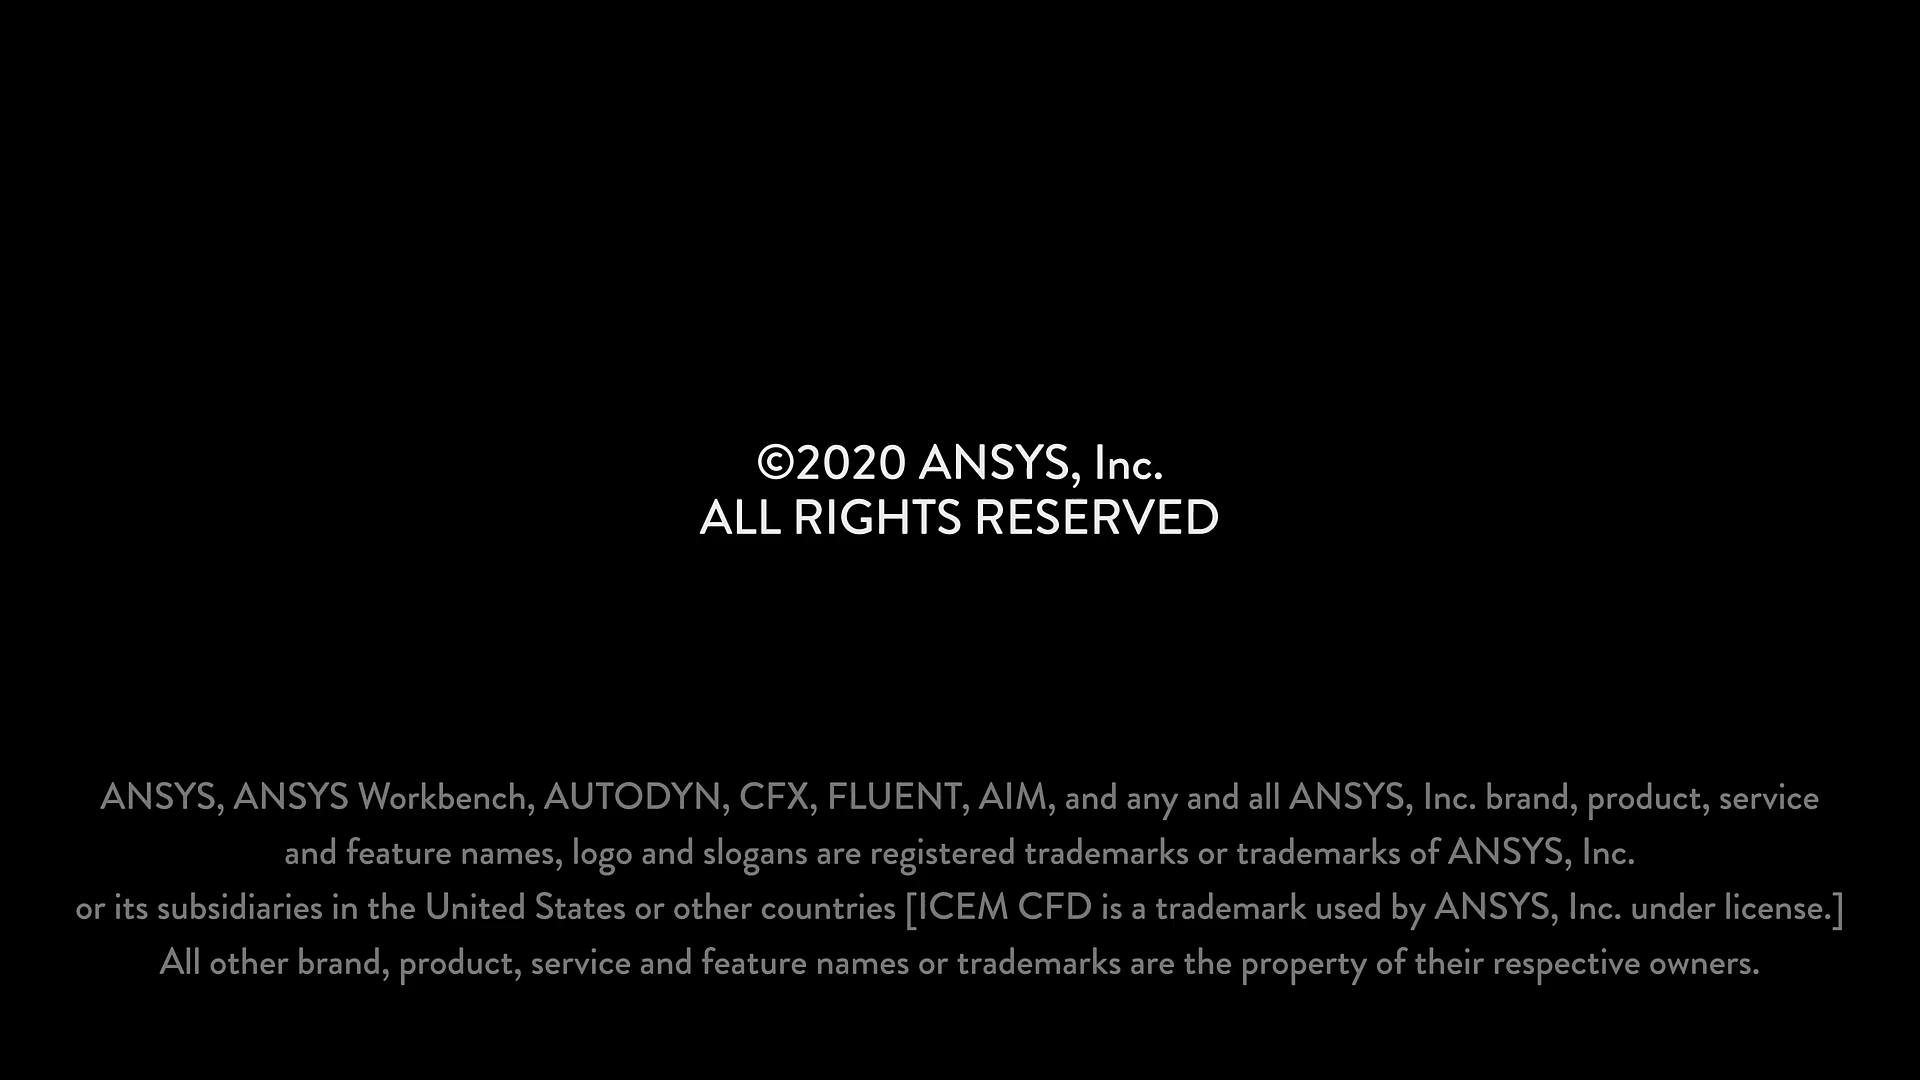 ©2020 ANSYS, Inc.
ALL RIGHTS RESERVED
ANSYS, ANSYS Workbench, AUTODYN, CFX, FLUENT, AIM, and any and all ANSYS, Inc. brand, product, service
and feature names, logo and slogans are registered trademarks or trademarks of ANSYS, Inc.
or its subsidiaries in the United States or other countries [ICEM CFD is a trademark used by ANSYS, Inc. under license.]
All other brand, product, service and feature names or trademarks are the property of their respective owners.